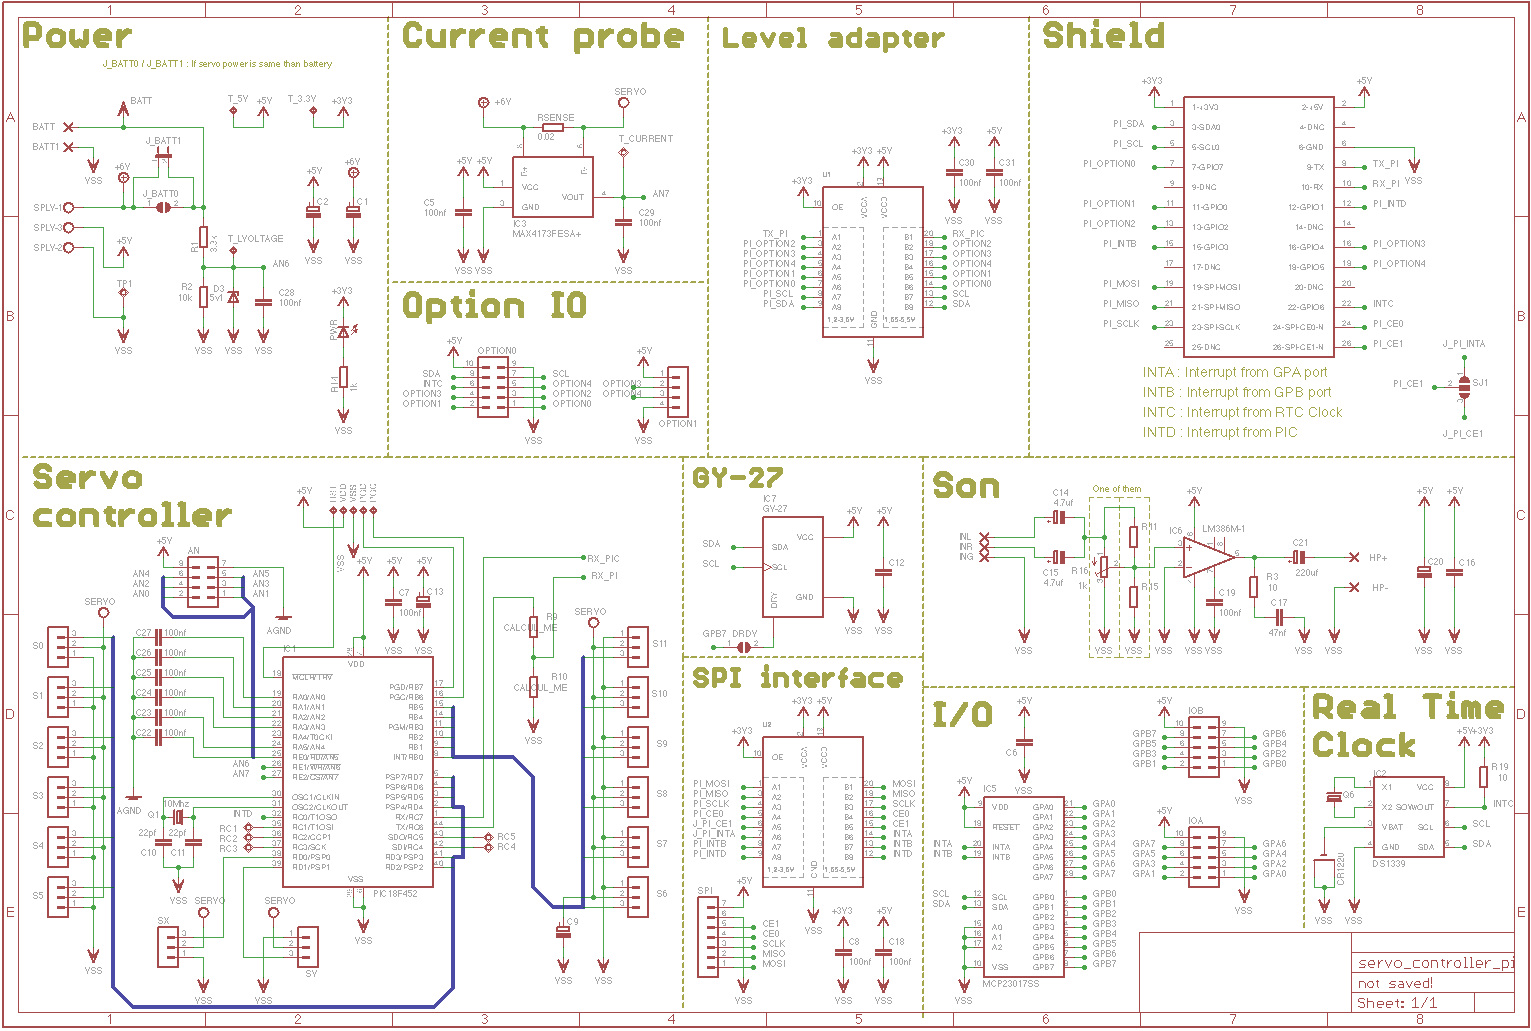 1 2 3 4 5 6 7 8
Power
J_BATT0 / J_BATT1 : If servo power is same than battery
BATT
T_5V +5V T_3.3V +3V3
BATT
BATT1
J_BATT1
VSS
+6V
J_BATT0
1 2
SPLY-1
SPLY-3
SPLY-2
+5V
R1
3.3k
T_LVOLTAGE
AN6
TP1
R2
10k
D3
5v1
C28
100nf
VSS VSS VSS VSS
+5V +6V
C2 C1
VSS VSS
+3V3
PWR
R14
1k
VSS
Current probe
+6V
SERVO
RSENSE
0.02
T_CURRENT
+5V +5V
VCC
GND
VOUT
AN7
C5
100nf
IC3
MAX4173FESA+
C29
100nf
VSS VSS VSS
Option IO
+5V
OPTION0
SDA
INTC
OPTION3
OPTION1
SCL
OPTION4
OPTION2
OPTION0
VSS
+5V
OPTION3
OPTION1
VSS
Level adapter
+3V3 +5V
+3V3 +5V
C30
100nf
C31
100nf
VSS VSS
U1
+3V3
OE
VCCA
VCCO
TX_PI
PI_OPTION2
PI_OPTION3
PI_OPTION4
PI_OPTION1
PI_OPTION0
PI_SCL
PI_SDA
A1
A2
A3
A4
A5
A6
A7
A8
B1
B2
B3
B4
B5
B6
B7
B8
RX_PIC
OPTION2
OPTION3
OPTION4
OPTION1
OPTION0
SCL
SDA
GND
VSS
Shield
+3V3
+5V
PI_SDA
PI_SCL
PI_OPTION0
PI_OPTION1
PI_OPTION2
PI_INTB
PI_MOSI
PI_MISO
PI_SCLK
1-+3V3
3-SDA0
5-SCL0
7-GPIO7
9-DNC
11-GPIO0
13-GPIO2
15-GPIO3
17-DNC
19-SPI-MOSI
21-SPI-MISO
23-SPI-SCLK
25-DNC
2-+5V
4-DNC
6-GND
8-TX
10-RX
12-GPIO1
14-DNC
16-GPIO4
18-GPIO5
20-DNC
22-GPIO6
24-SPI-CE0-N
26-SPI-CE1-N
VSS
TX_PI
RX_PI
PI_INTD
PI_OPTION3
PI_OPTION4
INTC
PI_CE0
PI_CE1
J_PI_INTA
PI_CE1
SJ1
J_PI_CE1
INTA : Interrupt from GPA port
INTB : Interrupt from GPB port
INTC : Interrupt from RTC Clock
INTD : Interrupt from PIC
Servo
controller
+5V
VDD
VSS
PGD
PGC
+5V
AN
AN4
AN2
AN0
AN5
AN3
AN1
AGND
SERVO
VSS
+5V +5V +5V
C7
100nf
C13
VSS VSS
RX_PIC
RX_PI
R9
CALCUL_ME
R10
CALCUL_ME
VSS
SERVO
S0
S1
S2
S3
S4
S5
C27 100nf
C26 100nf
C25 100nf
C24 100nf
C23 100nf
C22 100nf
AGND
IC1
VDD
RA0/AN0
RA1/AN1
RA2/AN2
RA3/AN3
RA4/TOCKI
RA5/AN4
RE0/RD/AN5
RE1/WR/AN6
RE2/CS/AN7
OSC1/CLKIN
OSC2/CLKOUT
RC0/T1OSO
RC1/T1OSI
RC2/CCP1
RC3/SCK
RD0/PSP0
RD1/PSP1
PGD/RB7
PGC/RB6
RB5
RB4
PGM/RB3
RB2
RB1
INT/RB0
PSP7/RD7
PSP6/RD6
PSP5/RD5
PSP4/RD4
RX/RC7
TX/RC6
SDO/RC5
SDI/RC4
RD3/PSP3
RD2/PSP2
VSS
PIC18F452
AN6
AN7
10Mhz
Q1
22pf 22pf
C10 C11
VSS
INTD
RC1
RC2
RC3
RC5
RC4
S11
S10
S9
S8
S7
S6
SX
SERVO SERVO
SY
C9
VSS VSS VSS VSS VSS VSS
GY-27
IC7
GY-27
SDA
SCL
VCC
SDA
SCL
GND
DRY
+5V +5V
C12
VSS VSS
GPB7 DRDY
SPI interface
+3V3 +5V
U2
+3V3
OE
VCCA
VCCO
PI_MOSI
PI_MISO
PI_SCLK
PI_CE0
PI_CE1
J_PI_INTA
PI_INTB
PI_INTD
A1
A2
A3
A4
A5
A6
A7
A8
B1
B2
B3
B4
B5
B6
B7
B8
MOSI
MISO
SCLK
CE0
CE1
INTA
INTB
INTD
GND
VSS
SPI
+5V
CE1
CE0
SCLK
MISO
MOSI
VSS
+3V3 +5V
C8
100nf
C18
100nf
VSS VSS
Son
INL
INR
ING
C14
4.7uf
C15
4.7uf
One of them
R16
1k
R11
R15
+5V
IC6
LM386M-1
C19
100nf
C21
220uf
R3
10
C17
47nf
HP+
HP-
+5V +5V
C20 C16
VSS VSS VSS VSS VSS VSS VSS VSS VSS VSS
I/O
+5V
C6
VSS
+5V
IC5
VDD
RESET
INTA
INTB
SCL
SDA
A0
A1
A2
VSS
GPA0
GPA1
GPA2
GPA3
GPA4
GPA5
GPA6
GPA7
GPB0
GPB1
GPB2
GPB3
GPB4
GPB5
GPB6
GPB7
MCP23017SS
VSS
+5V
IOB
GPB7
GPB5
GPB3
GPB1
GPB6
GPB4
GPB2
GPB0
VSS
+5V
IOA
GPA7
GPA5
GPA3
GPA1
GPA6
GPA4
GPA2
GPA0
VSS
Real Time
Clock
+5V +3V3
IC2
Q6
X1
X2
VBAT
GND
VCC
SQWOUT
SCL
SDA
DS1339
R19
10
INTC
SCL
SDA
VSS VSS
servo_controller_pi
not saved!
Sheet: 1/1
A B C D E
1 2 3 4 5 6 7 8